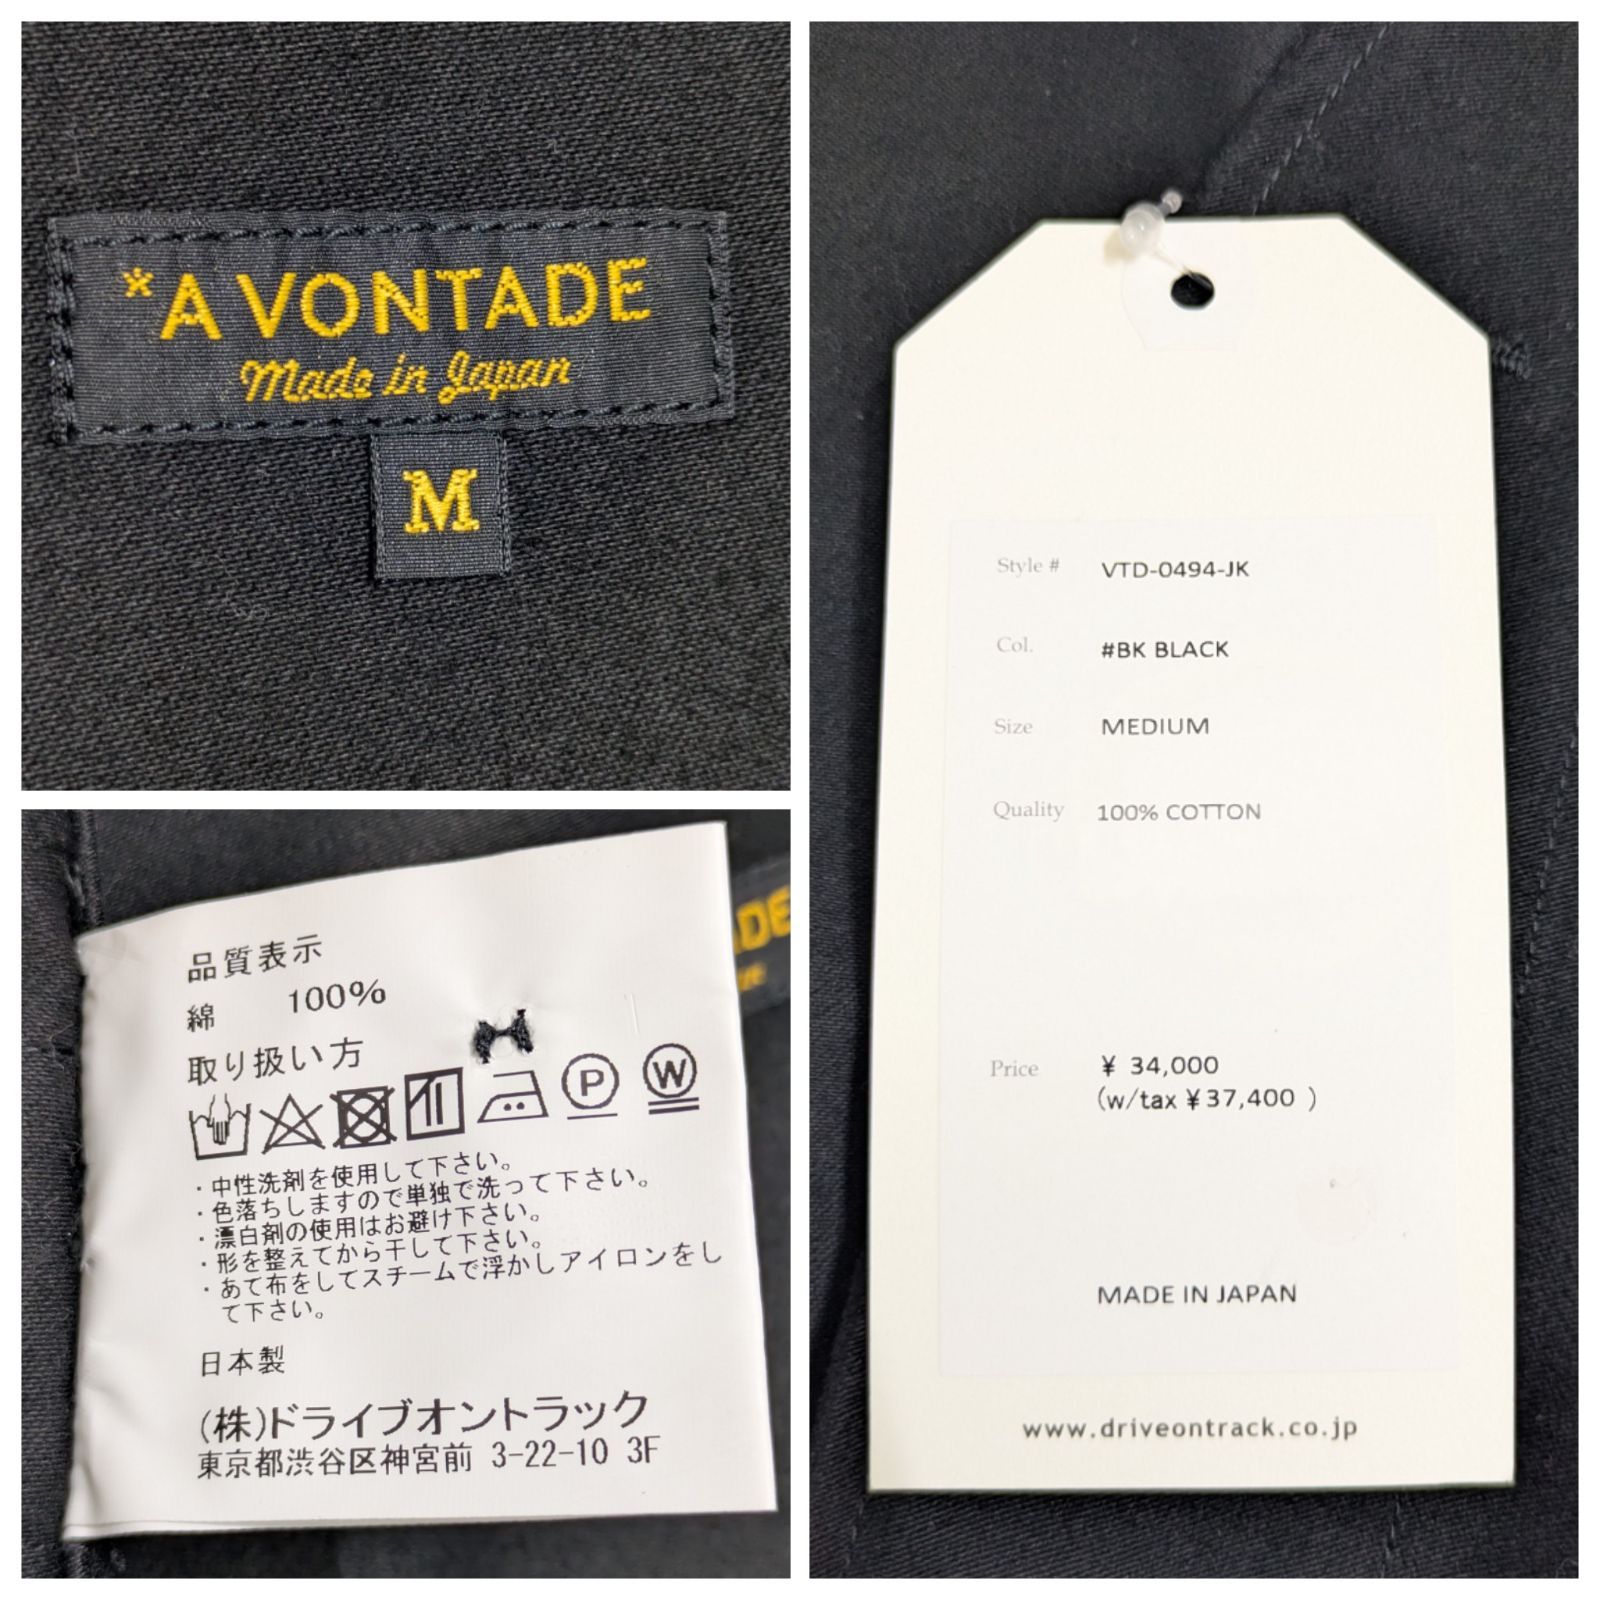 *A VONTADE
Made in Japan
M
品質表示
綿 100%
取り扱い方
P W
・中性洗剤を使用して下さい。
・色落ちしますので単独で洗って下さい。
・漂白剤の使用はお避け下さい。
・形を整えてから干して下さい。
・あて布をしてスチームで浮かしアイロンをし
て下さい。
日本製
(株)ドライブオントラック
東京都渋谷区神宮前 3-22-10 3F
Style # VTD-0494-JK
Col. #BK BLACK
Size MEDIUM
Quality 100% COTTON
Price ¥ 34,000
(w/tax ¥37,400 )
MADE IN JAPAN
www.driveontrack.co.jp